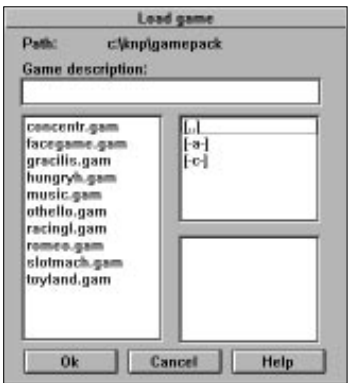 Load game
Path: c:\knp\gamepack
Game description:
concentr.gam
facegame.gam
gracilis.gam
hungryh.gam
music.gam
othello.gam
racingl.gam
romeo.gam
slotmach.gam
toyland.gam
[..]
[-a-]
[-c-]
Ok Cancel Help